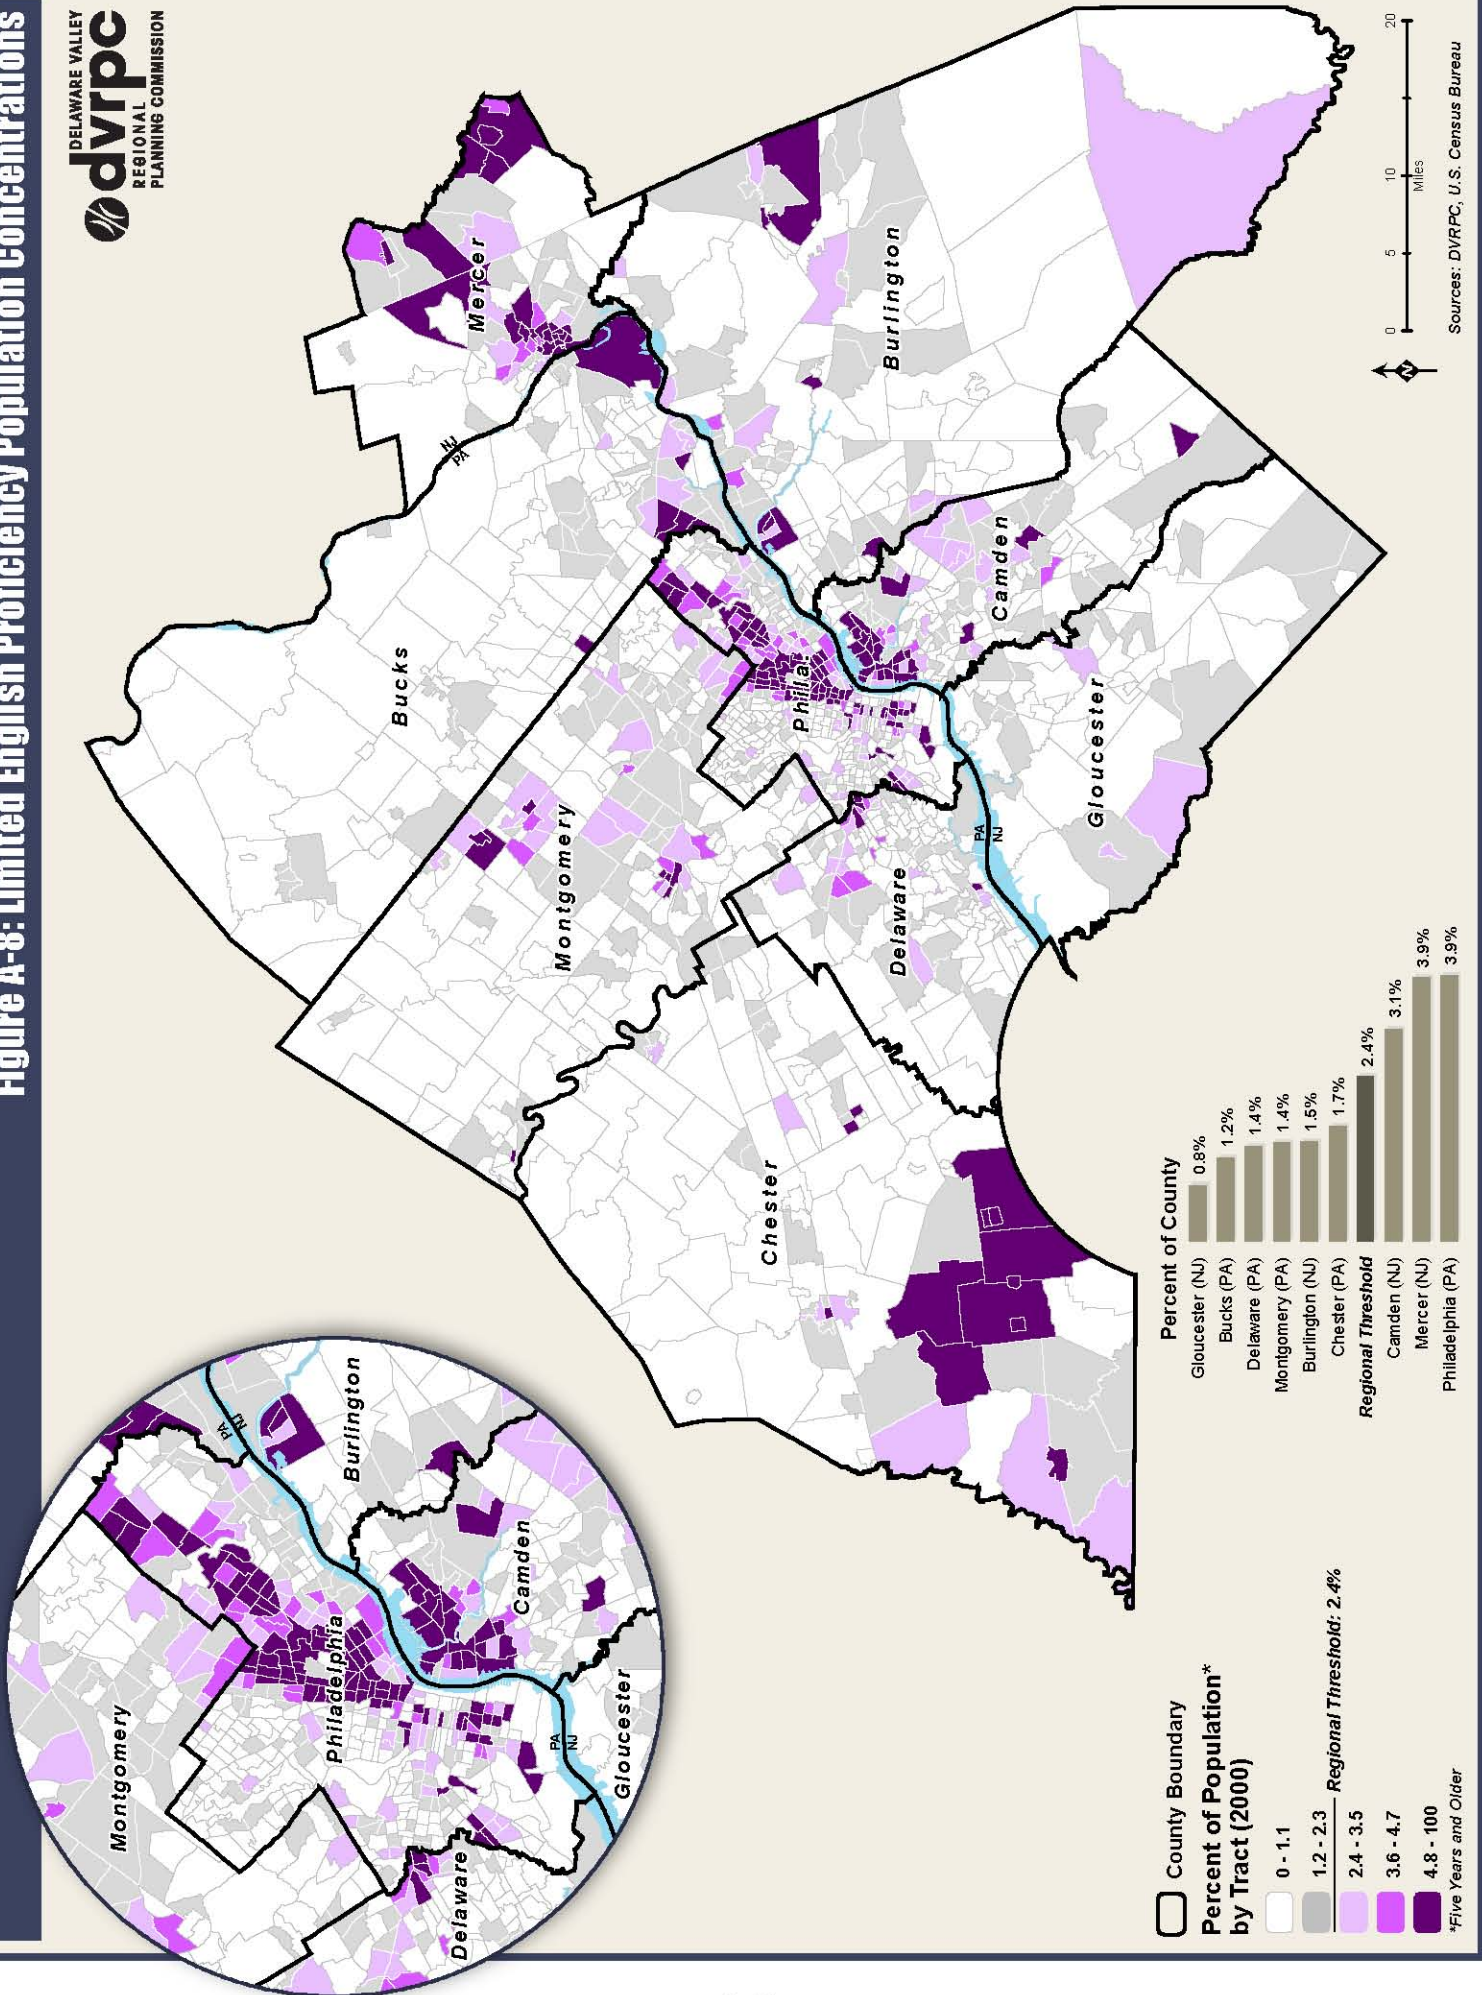 Figure A-8: Limited English Proficiency Population Concentrations
DELAWARE VALLEY
dvrpc
REGIONAL
PLANNING COMMISSION
Montgomery
Philadelphia
Burlington
Camden
Delaware
Gloucester
PA
NJ
PA
NJ
Bucks
Mercer
NJ
PA
Montgomery
Phila.
Burlington
Chester
Delaware
Camden
Gloucester
PA
NJ
County Boundary
Percent of Population*
by Tract (2000)
0 - 1.1
1.2 - 2.3
Regional Threshold: 2.4%
2.4 - 3.5
3.6 - 4.7
4.8 - 100
*Five Years and Older
Percent of County
Gloucester (NJ) 0.8%
Bucks (PA) 1.2%
Delaware (PA) 1.4%
Montgomery (PA) 1.4%
Burlington (NJ) 1.5%
Chester (PA) 1.7%
Regional Threshold 2.4%
Camden (NJ) 3.1%
Mercer (NJ) 3.9%
Philadelphia (PA) 3.9%
N
0 5 10 20
Miles
Sources: DVRPC, U.S. Census Bureau